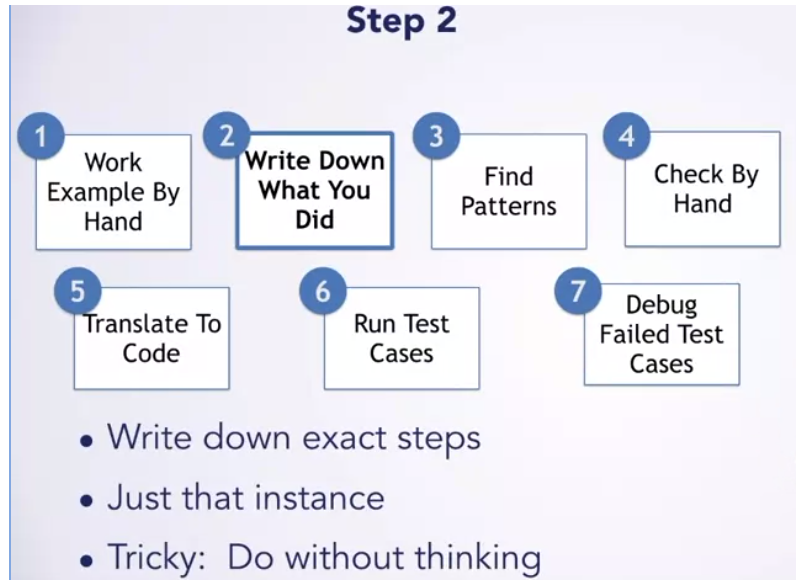 Step 2
1
Work
Example By
Hand
2
Write Down
What You
Did
3
Find
Patterns
4
Check By
Hand
5
Translate To
Code
6
Run Test
Cases
7
Debug
Failed Test
Cases
• Write down exact steps
• Just that instance
• Tricky: Do without thinking